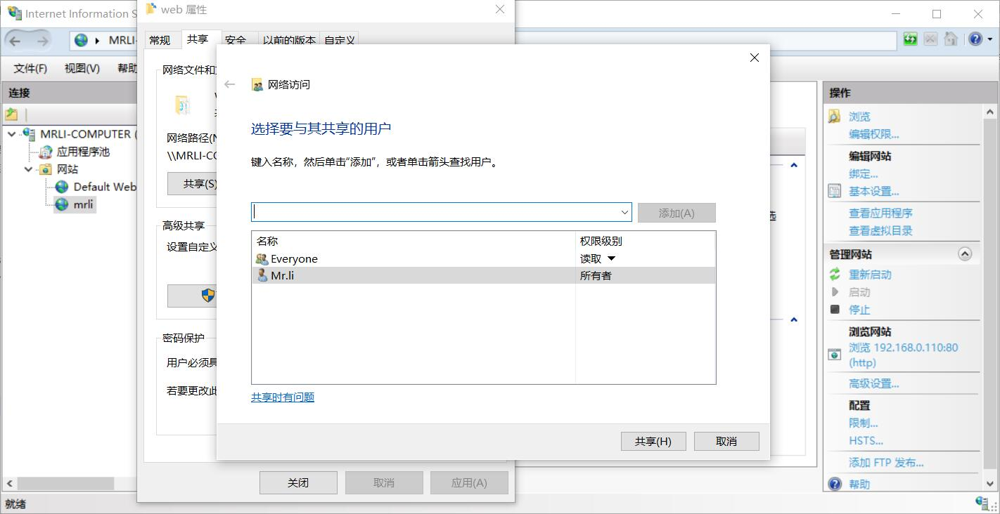 Internet Information S
web 属性
MRLI-
常规
共享
安全
以前的版本
自定义
文件(F)
视图(V)
帮助
连接
MRLI-COMPUTER (
应用程序池
网站
Default Web
mrli
网络文件和
网络路径(N
\\MRLI-CO
共享(S)
高级共享
设置自定义
密码保护
用户必须具
若要更改此
关闭
取消
应用(A)
网络访问
选择要与其共享的用户
键入名称，然后单击“添加”，或者单击箭头查找用户。
添加(A)
名称 权限级别
Everyone 读取
Mr.li 所有者
共享时有问题
共享(H)
取消
选
操作
浏览
编辑权限...
编辑网站
绑定...
基本设置...
查看应用程序
查看虚拟目录
管理网站
重新启动
启动
停止
浏览网站
浏览 192.168.0.110:80
(http)
高级设置...
配置
限制...
HSTS...
添加 FTP 发布...
帮助
就绪